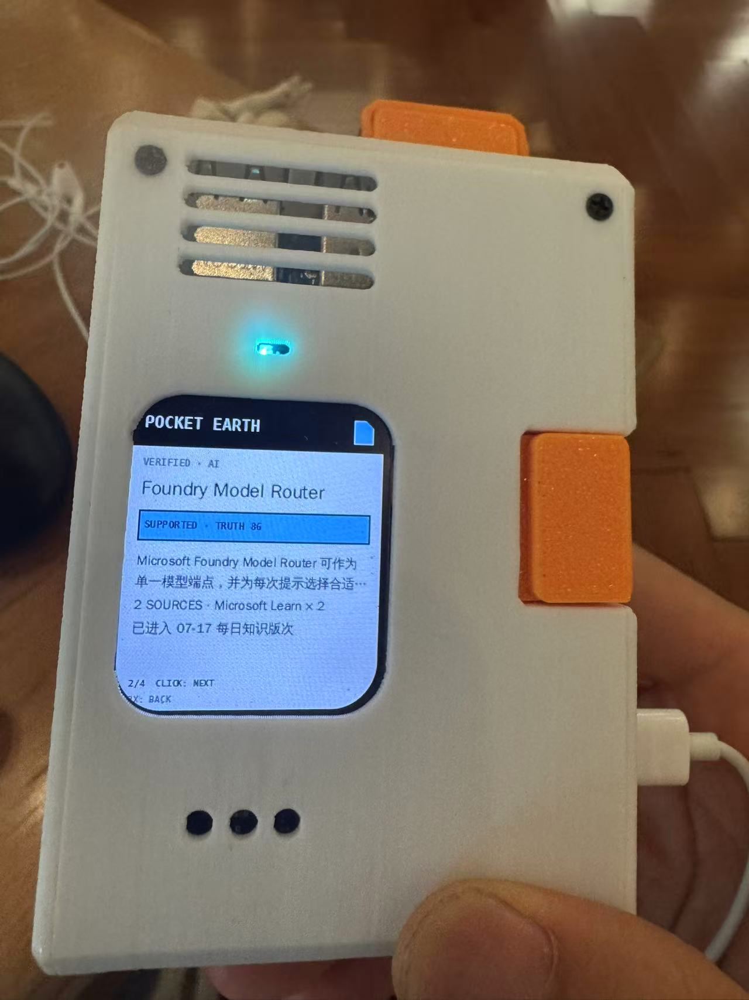 POCKET EARTH
VERIFIED · AI
Foundry Model Router
SUPPORTED · TRUTH 86
Microsoft Foundry Model Router 可作为
单一模型端点，并为每次提示选择合适…
2 SOURCES · Microsoft Learn × 2
已进入 07-17 每日知识版次
2/4 CLICK: NEXT
BACK